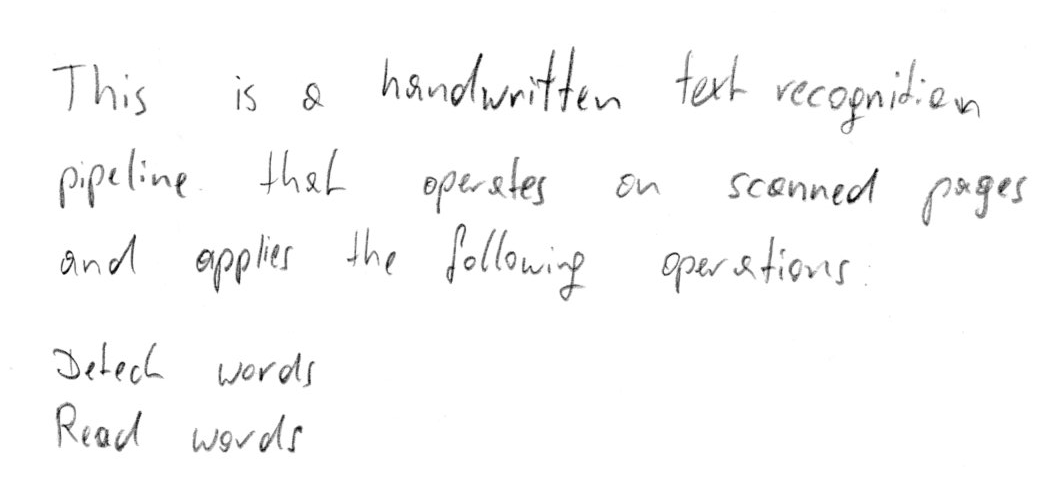 This is a handwritten text recognition
pipeline that operates on scanned pages
and applies the following operations:
Detect words
Read words